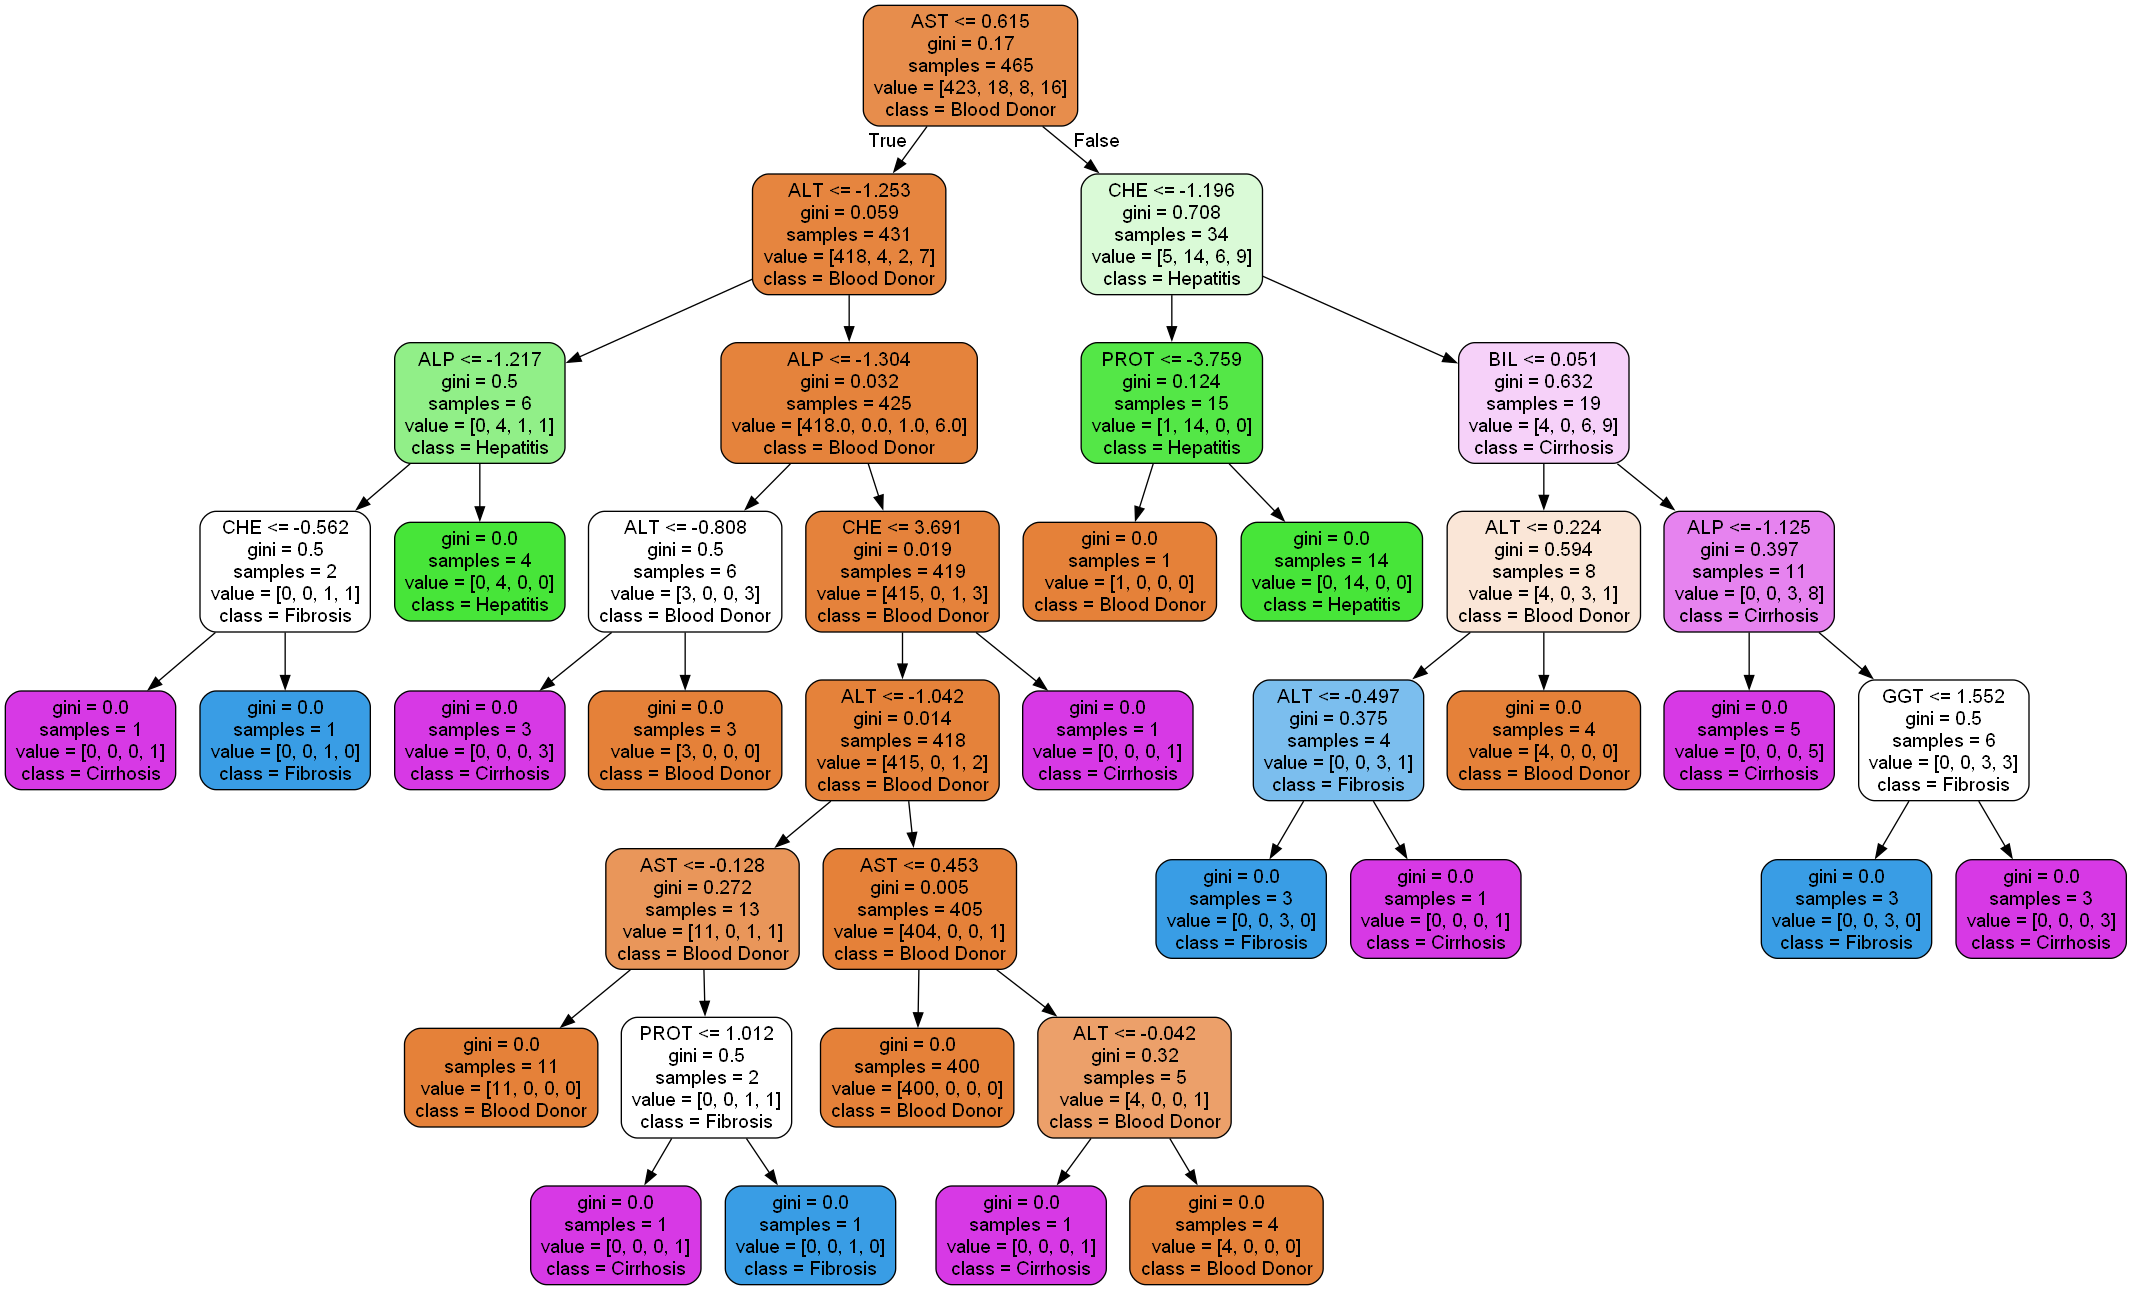 AST <= 0.615
gini = 0.17
samples = 465
value = [423, 18, 8, 16]
class = Blood Donor
True
False
ALT <= -1.253
gini = 0.059
samples = 431
value = [418, 4, 2, 7]
class = Blood Donor
CHE <= -1.196
gini = 0.708
samples = 34
value = [5, 14, 6, 9]
class = Hepatitis
ALP <= -1.217
gini = 0.5
samples = 6
value = [0, 4, 1, 1]
class = Hepatitis
ALP <= -1.304
gini = 0.032
samples = 425
value = [418.0, 0.0, 1.0, 6.0]
class = Blood Donor
PROT <= -3.759
gini = 0.124
samples = 15
value = [1, 14, 0, 0]
class = Hepatitis
BIL <= 0.051
gini = 0.632
samples = 19
value = [4, 0, 6, 9]
class = Cirrhosis
CHE <= -0.562
gini = 0.5
samples = 2
value = [0, 0, 1, 1]
class = Fibrosis
gini = 0.0
samples = 4
value = [0, 4, 0, 0]
class = Hepatitis
ALT <= -0.808
gini = 0.5
samples = 6
value = [3, 0, 0, 3]
class = Blood Donor
CHE <= 3.691
gini = 0.019
samples = 419
value = [415, 0, 1, 3]
class = Blood Donor
gini = 0.0
samples = 1
value = [1, 0, 0, 0]
class = Blood Donor
gini = 0.0
samples = 14
value = [0, 14, 0, 0]
class = Hepatitis
ALT <= 0.224
gini = 0.594
samples = 8
value = [4, 0, 3, 1]
class = Blood Donor
ALP <= -1.125
gini = 0.397
samples = 11
value = [0, 0, 3, 8]
class = Cirrhosis
gini = 0.0
samples = 1
value = [0, 0, 0, 1]
class = Cirrhosis
gini = 0.0
samples = 1
value = [0, 0, 1, 0]
class = Fibrosis
gini = 0.0
samples = 3
value = [0, 0, 0, 3]
class = Cirrhosis
gini = 0.0
samples = 3
value = [3, 0, 0, 0]
class = Blood Donor
ALT <= -1.042
gini = 0.014
samples = 418
value = [415, 0, 1, 2]
class = Blood Donor
gini = 0.0
samples = 1
value = [0, 0, 0, 1]
class = Cirrhosis
ALT <= -0.497
gini = 0.375
samples = 4
value = [0, 0, 3, 1]
class = Fibrosis
gini = 0.0
samples = 4
value = [4, 0, 0, 0]
class = Blood Donor
gini = 0.0
samples = 5
value = [0, 0, 0, 5]
class = Cirrhosis
GGT <= 1.552
gini = 0.5
samples = 6
value = [0, 0, 3, 3]
class = Fibrosis
AST <= -0.128
gini = 0.272
samples = 13
value = [11, 0, 1, 1]
class = Blood Donor
AST <= 0.453
gini = 0.005
samples = 405
value = [404, 0, 0, 1]
class = Blood Donor
gini = 0.0
samples = 3
value = [0, 0, 3, 0]
class = Fibrosis
gini = 0.0
samples = 1
value = [0, 0, 0, 1]
class = Cirrhosis
gini = 0.0
samples = 3
value = [0, 0, 3, 0]
class = Fibrosis
gini = 0.0
samples = 3
value = [0, 0, 0, 3]
class = Cirrhosis
gini = 0.0
samples = 11
value = [11, 0, 0, 0]
class = Blood Donor
PROT <= 1.012
gini = 0.5
samples = 2
value = [0, 0, 1, 1]
class = Fibrosis
gini = 0.0
samples = 400
value = [400, 0, 0, 0]
class = Blood Donor
ALT <= -0.042
gini = 0.32
samples = 5
value = [4, 0, 0, 1]
class = Blood Donor
gini = 0.0
samples = 1
value = [0, 0, 0, 1]
class = Cirrhosis
gini = 0.0
samples = 1
value = [0, 0, 1, 0]
class = Fibrosis
gini = 0.0
samples = 1
value = [0, 0, 0, 1]
class = Cirrhosis
gini = 0.0
samples = 4
value = [4, 0, 0, 0]
class = Blood Donor